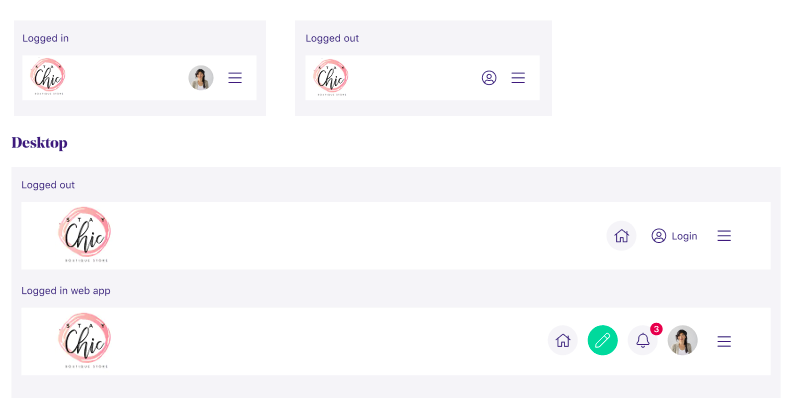 Logged in
Logged out
STAY
Chic
BOUTIQUE STORE
STAY
Chic
BOUTIQUE STORE
Desktop
Logged out
STAY
Chic
BOUTIQUE STORE
Login
Logged in web app
STAY
Chic
BOUTIQUE STORE
3